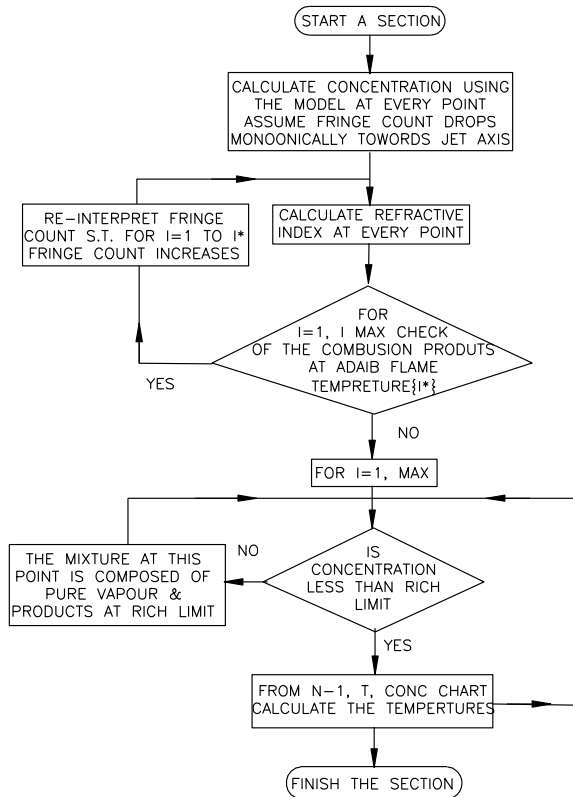 START A SECTION
CALCULATE CONCENTRATION USING
THE MODEL AT EVERY POINT
ASSUME FRINGE COUNT DROPS
MONOONICALLY TOWORDS JET AXIS
RE-INTERPRET FRINGE
COUNT S.T. FOR I=1 TO I*
FRINGE COUNT INCREASES
CALCULATE REFRACTIVE
INDEX AT EVERY POINT
FOR
I=1, I MAX CHECK
OF THE COMBUSION PRODUTS
AT ADAIB FLAME
TEMPRETURE{I*}
YES
NO
FOR I=1, MAX
THE MIXTURE AT THIS
POINT IS COMPOSED OF
PURE VAPOUR &
PRODUCTS AT RICH LIMIT
NO
IS
CONCENTRATION
LESS THAN RICH
LIMIT
YES
FROM N-1, T, CONC CHART
CALCULATE THE TEMPERTURES
FINISH THE SECTION